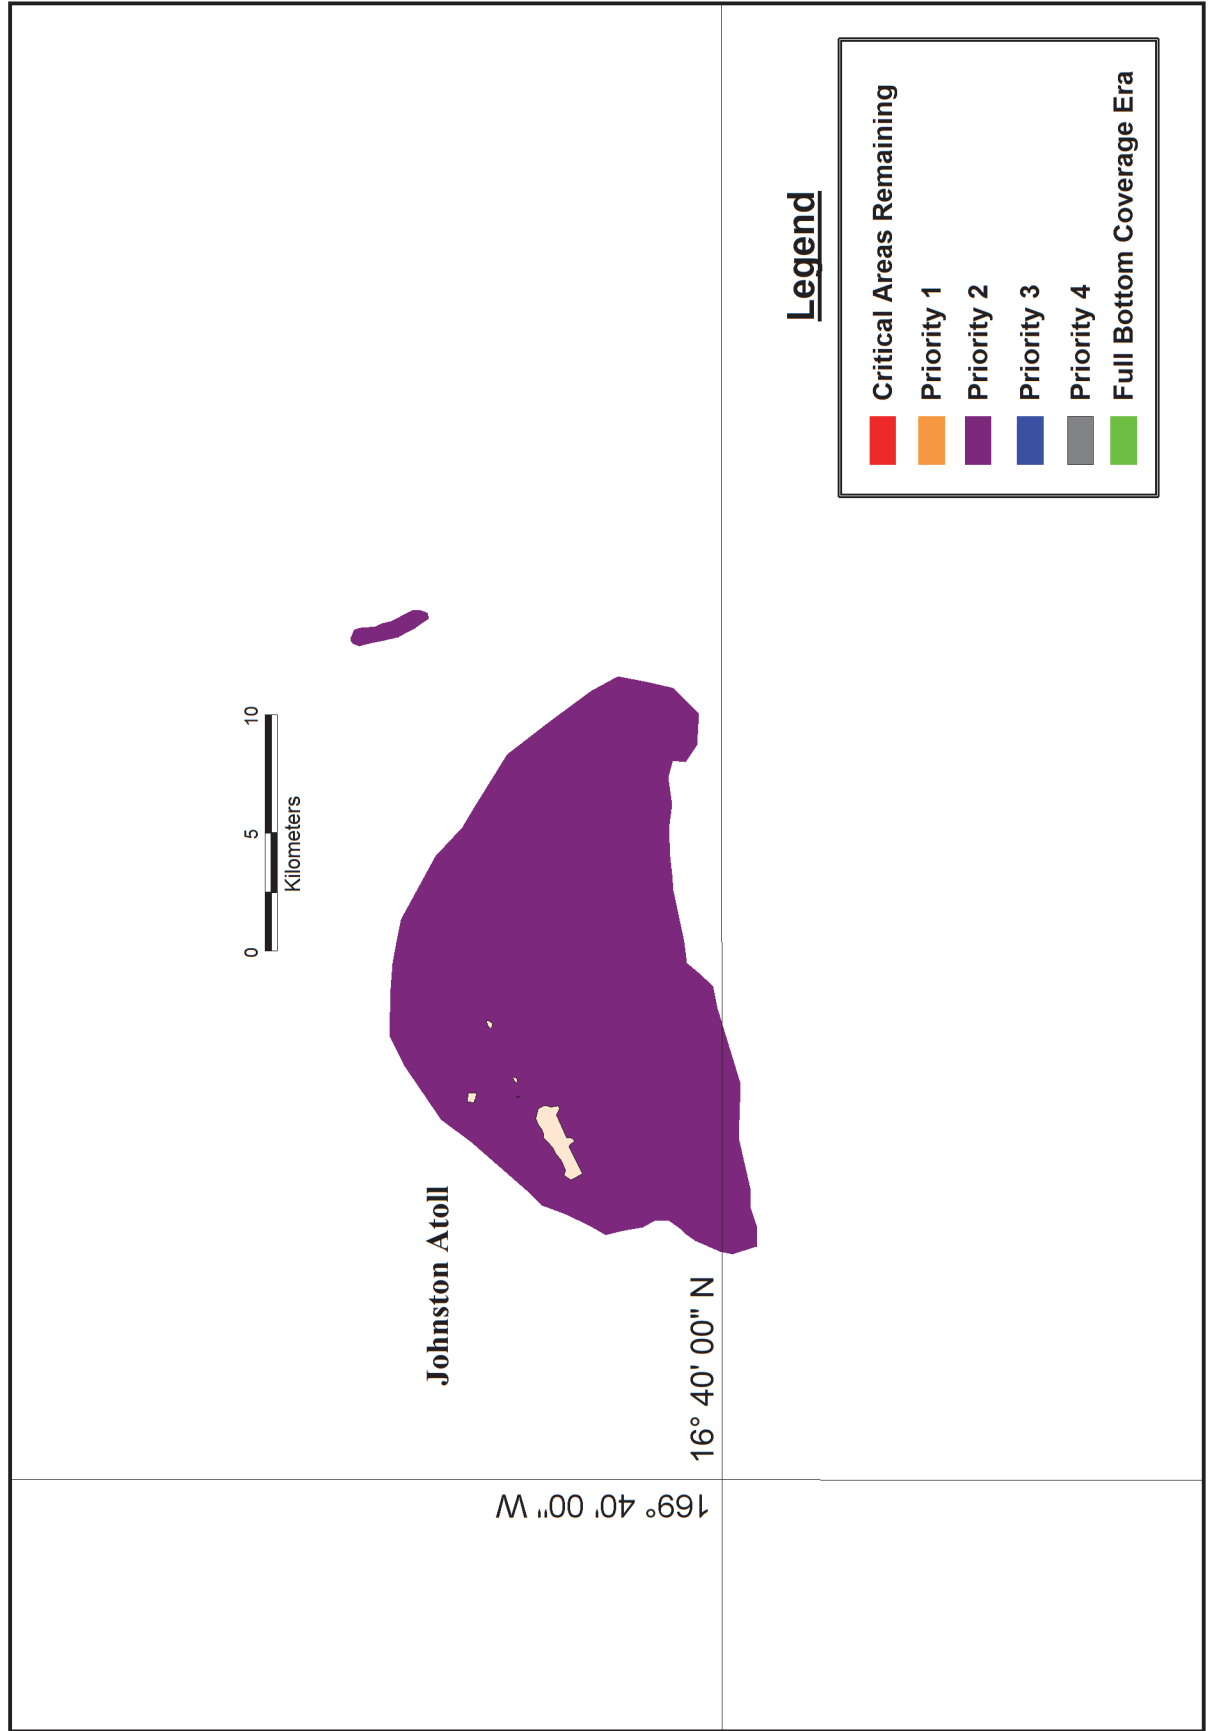 0 5 10
Kilometers
Johnston Atoll
16° 40' 00" N
169° 40' 00" W
Legend
Critical Areas Remaining
Priority 1
Priority 2
Priority 3
Priority 4
Full Bottom Coverage Era